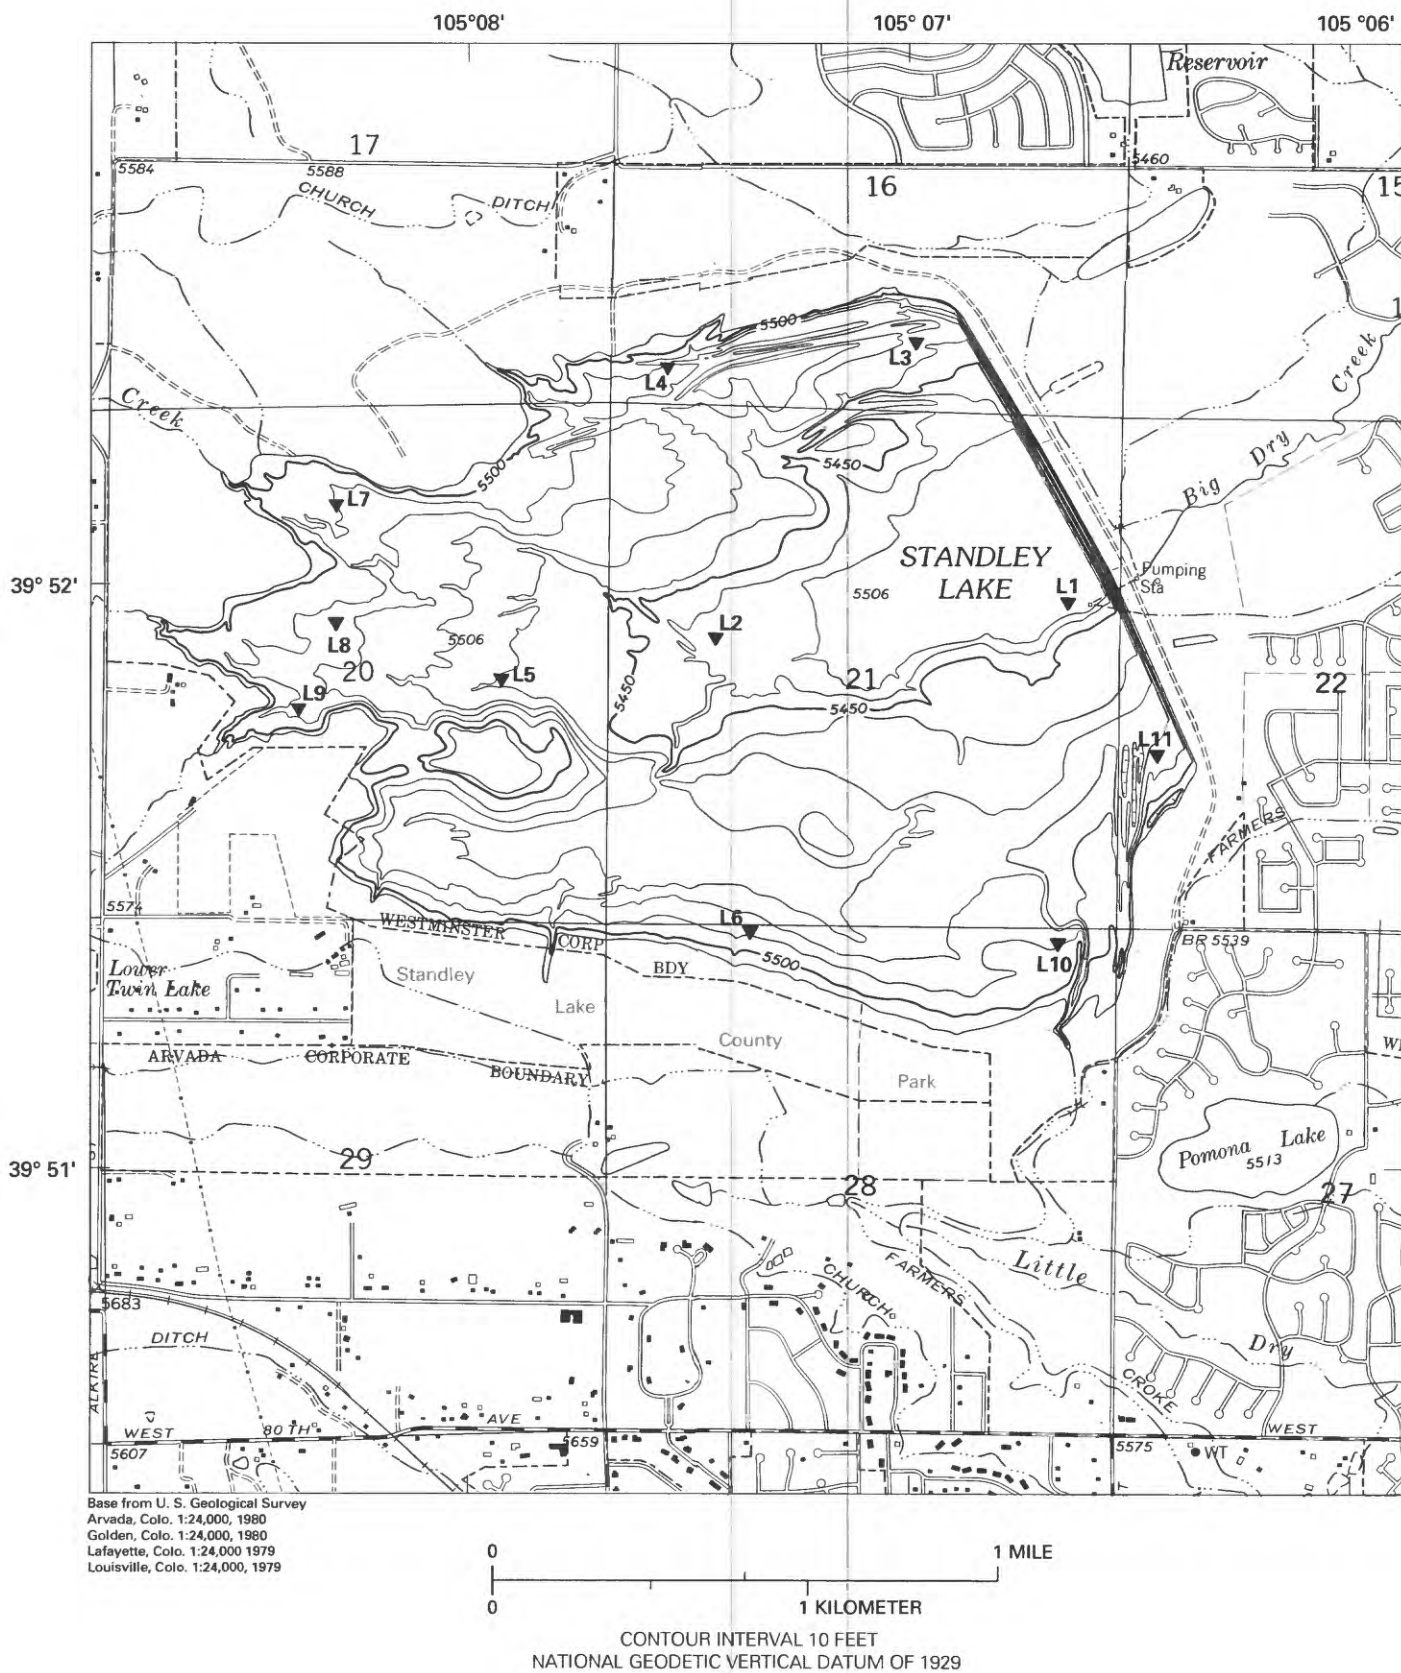 105°08'
105° 07'
105 °06'
Reservoir
17
5584
5588
5460
CHURCH
DITCH
16
15
5500
L3
L4
Creek
Creek
5500
5450
Big Dry
L7
STANDLEY
LAKE
39° 52'
Pumping
Sta
L1
5506
L2
L8
5506
20
L5
21
22
5450
5450
L9
L11
FARMERS
5574
WESTMINSTER
CORP
BDY
L6
5500
L10
BR 5539
Lower
Twin Lake
Standley
Lake
County
Park
ARVADA
CORPORATE
BOUNDARY
39° 51'
29
28
Pomona Lake
5513
27
Little
Dry
CHURCH
FARMERS
CROKE
5683
DITCH
ALKIRE
WEST
80 TH
AVE
WEST
5607
5659
5575
WT
Base from U. S. Geological Survey
Arvada, Colo. 1:24,000, 1980
Golden, Colo. 1:24,000, 1980
Lafayette, Colo. 1:24,000 1979
Louisville, Colo. 1:24,000, 1979
0
1 MILE
0
1 KILOMETER
CONTOUR INTERVAL 10 FEET
NATIONAL GEODETIC VERTICAL DATUM OF 1929